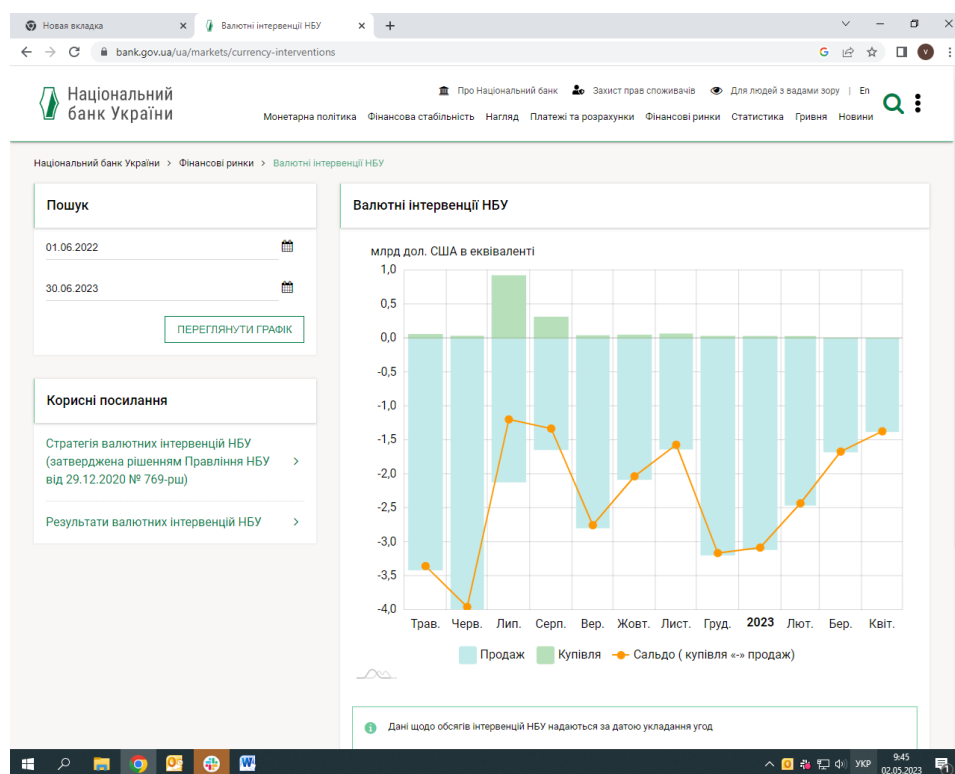 Новая вкладка
Валютні інтервенції НБУ
bank.gov.ua/ua/markets/currency-interventions
G
V
Національний
банк України
Про Національний банк
Захист прав споживачів
Для людей з вадами зору | En
Монетарна політика Фінансова стабільність Нагляд Платежі та розрахунки Фінансові ринки Статистика Гривня Новини
Національний банк України > Фінансові ринки > Валютні інтервенції НБУ
Пошук
01.06.2022
30.06.2023
ПЕРЕГЛЯНУТИ ГРАФІК
Корисні посилання
Стратегія валютних інтервенцій НБУ
(затверджена рішенням Правління НБУ
від 29.12.2020 № 769-рш)
Результати валютних інтервенцій НБУ
Валютні інтервенції НБУ
млрд дол. США в еквіваленті
1,0
0,5
0,0
-0,5
-1,0
-1,5
-2,0
-2,5
-3,0
-3,5
-4,0
Трав. Черв. Лип. Серп. Вер. Жовт. Лист. Груд. 2023 Лют. Бер. Квіт.
Продаж Купівля Сальдо ( купівля «-» продаж)
Дані щодо обсягів інтервенцій НБУ надаються за датою укладання угод
УКР
9:45
02.05.2023